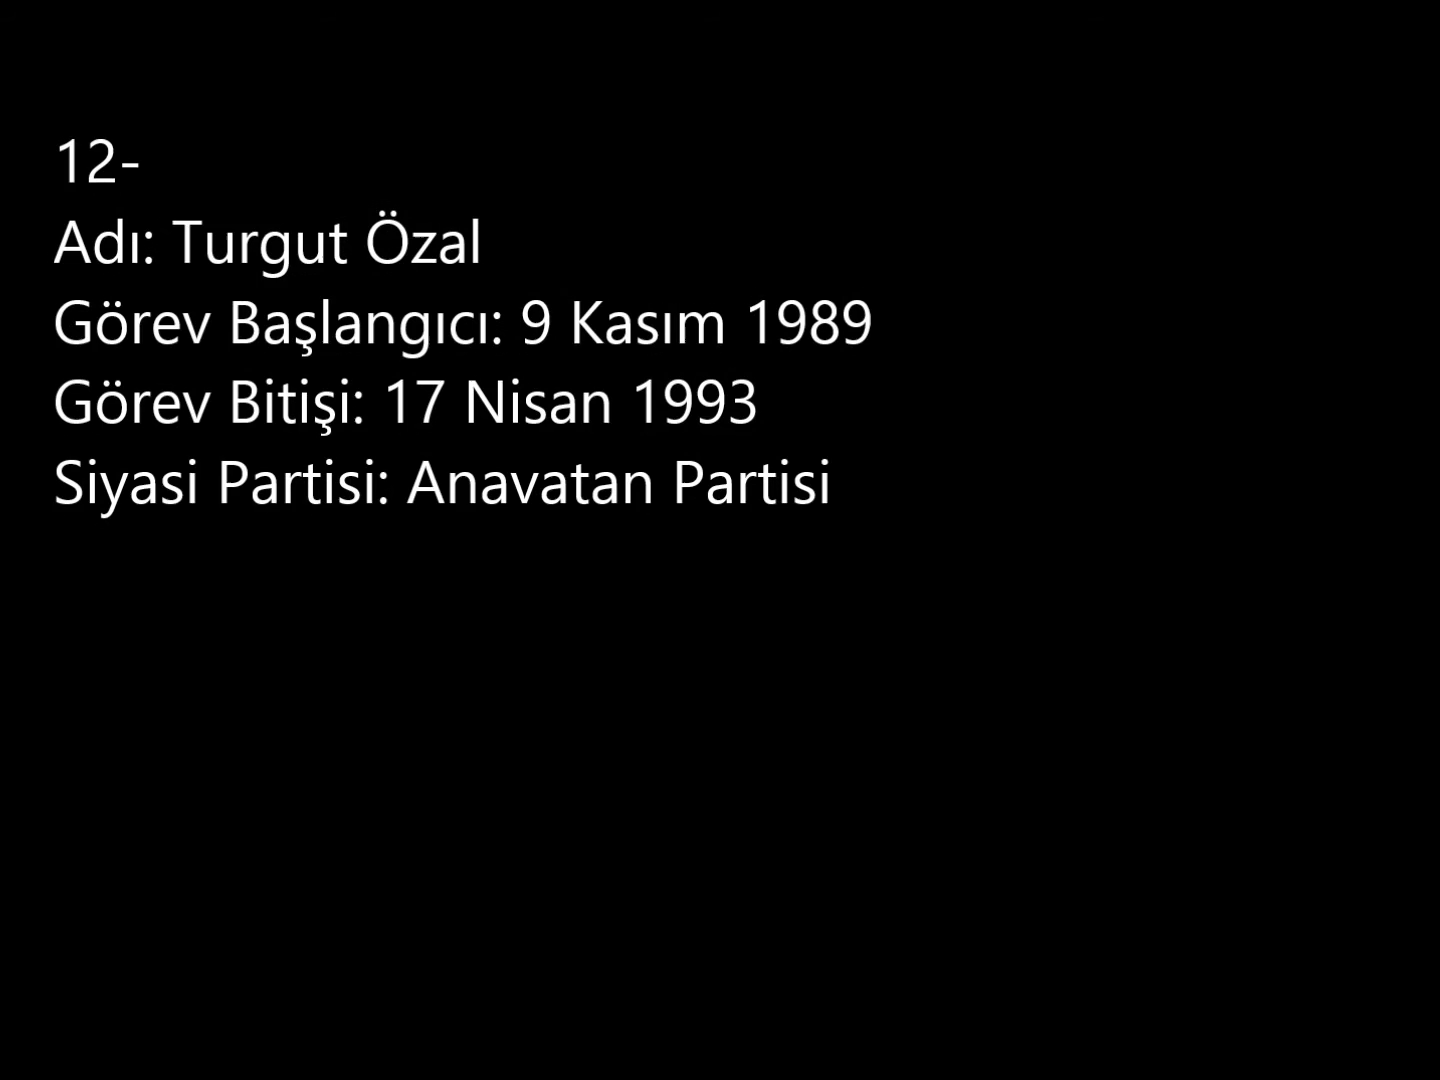 12-
Adı: Turgut Özal
Görev Başlangıcı: 9 Kasım 1989
Görev Bitişi: 17 Nisan 1993
Siyasi Partisi: Anavatan Partisi